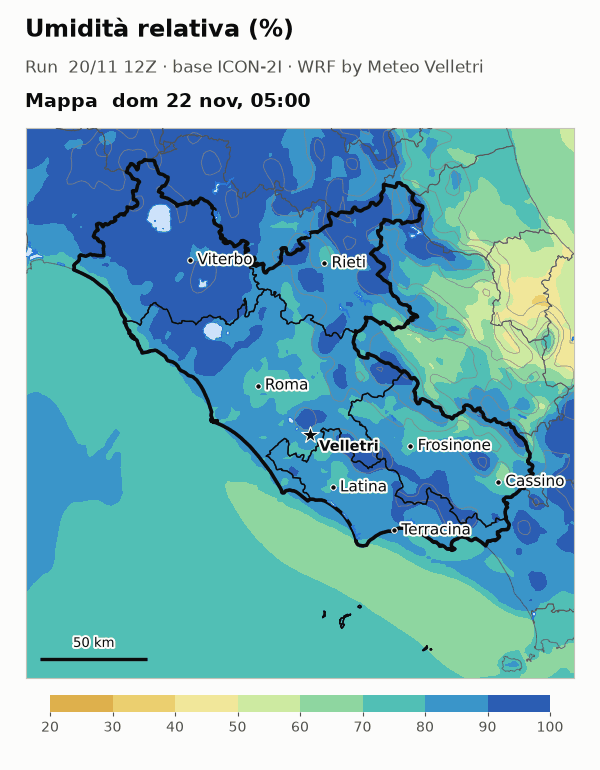 Umidità relativa (%)
Run  20/11 12Z · base ICON-2I · WRF by Meteo Velletri
Mappa  dom 22 nov, 05:00
Viterbo
Rieti
Roma
Velletri
Frosinone
Cassino
Latina
Terracina
50 km
20 30 40 50 60 70 80 90 100